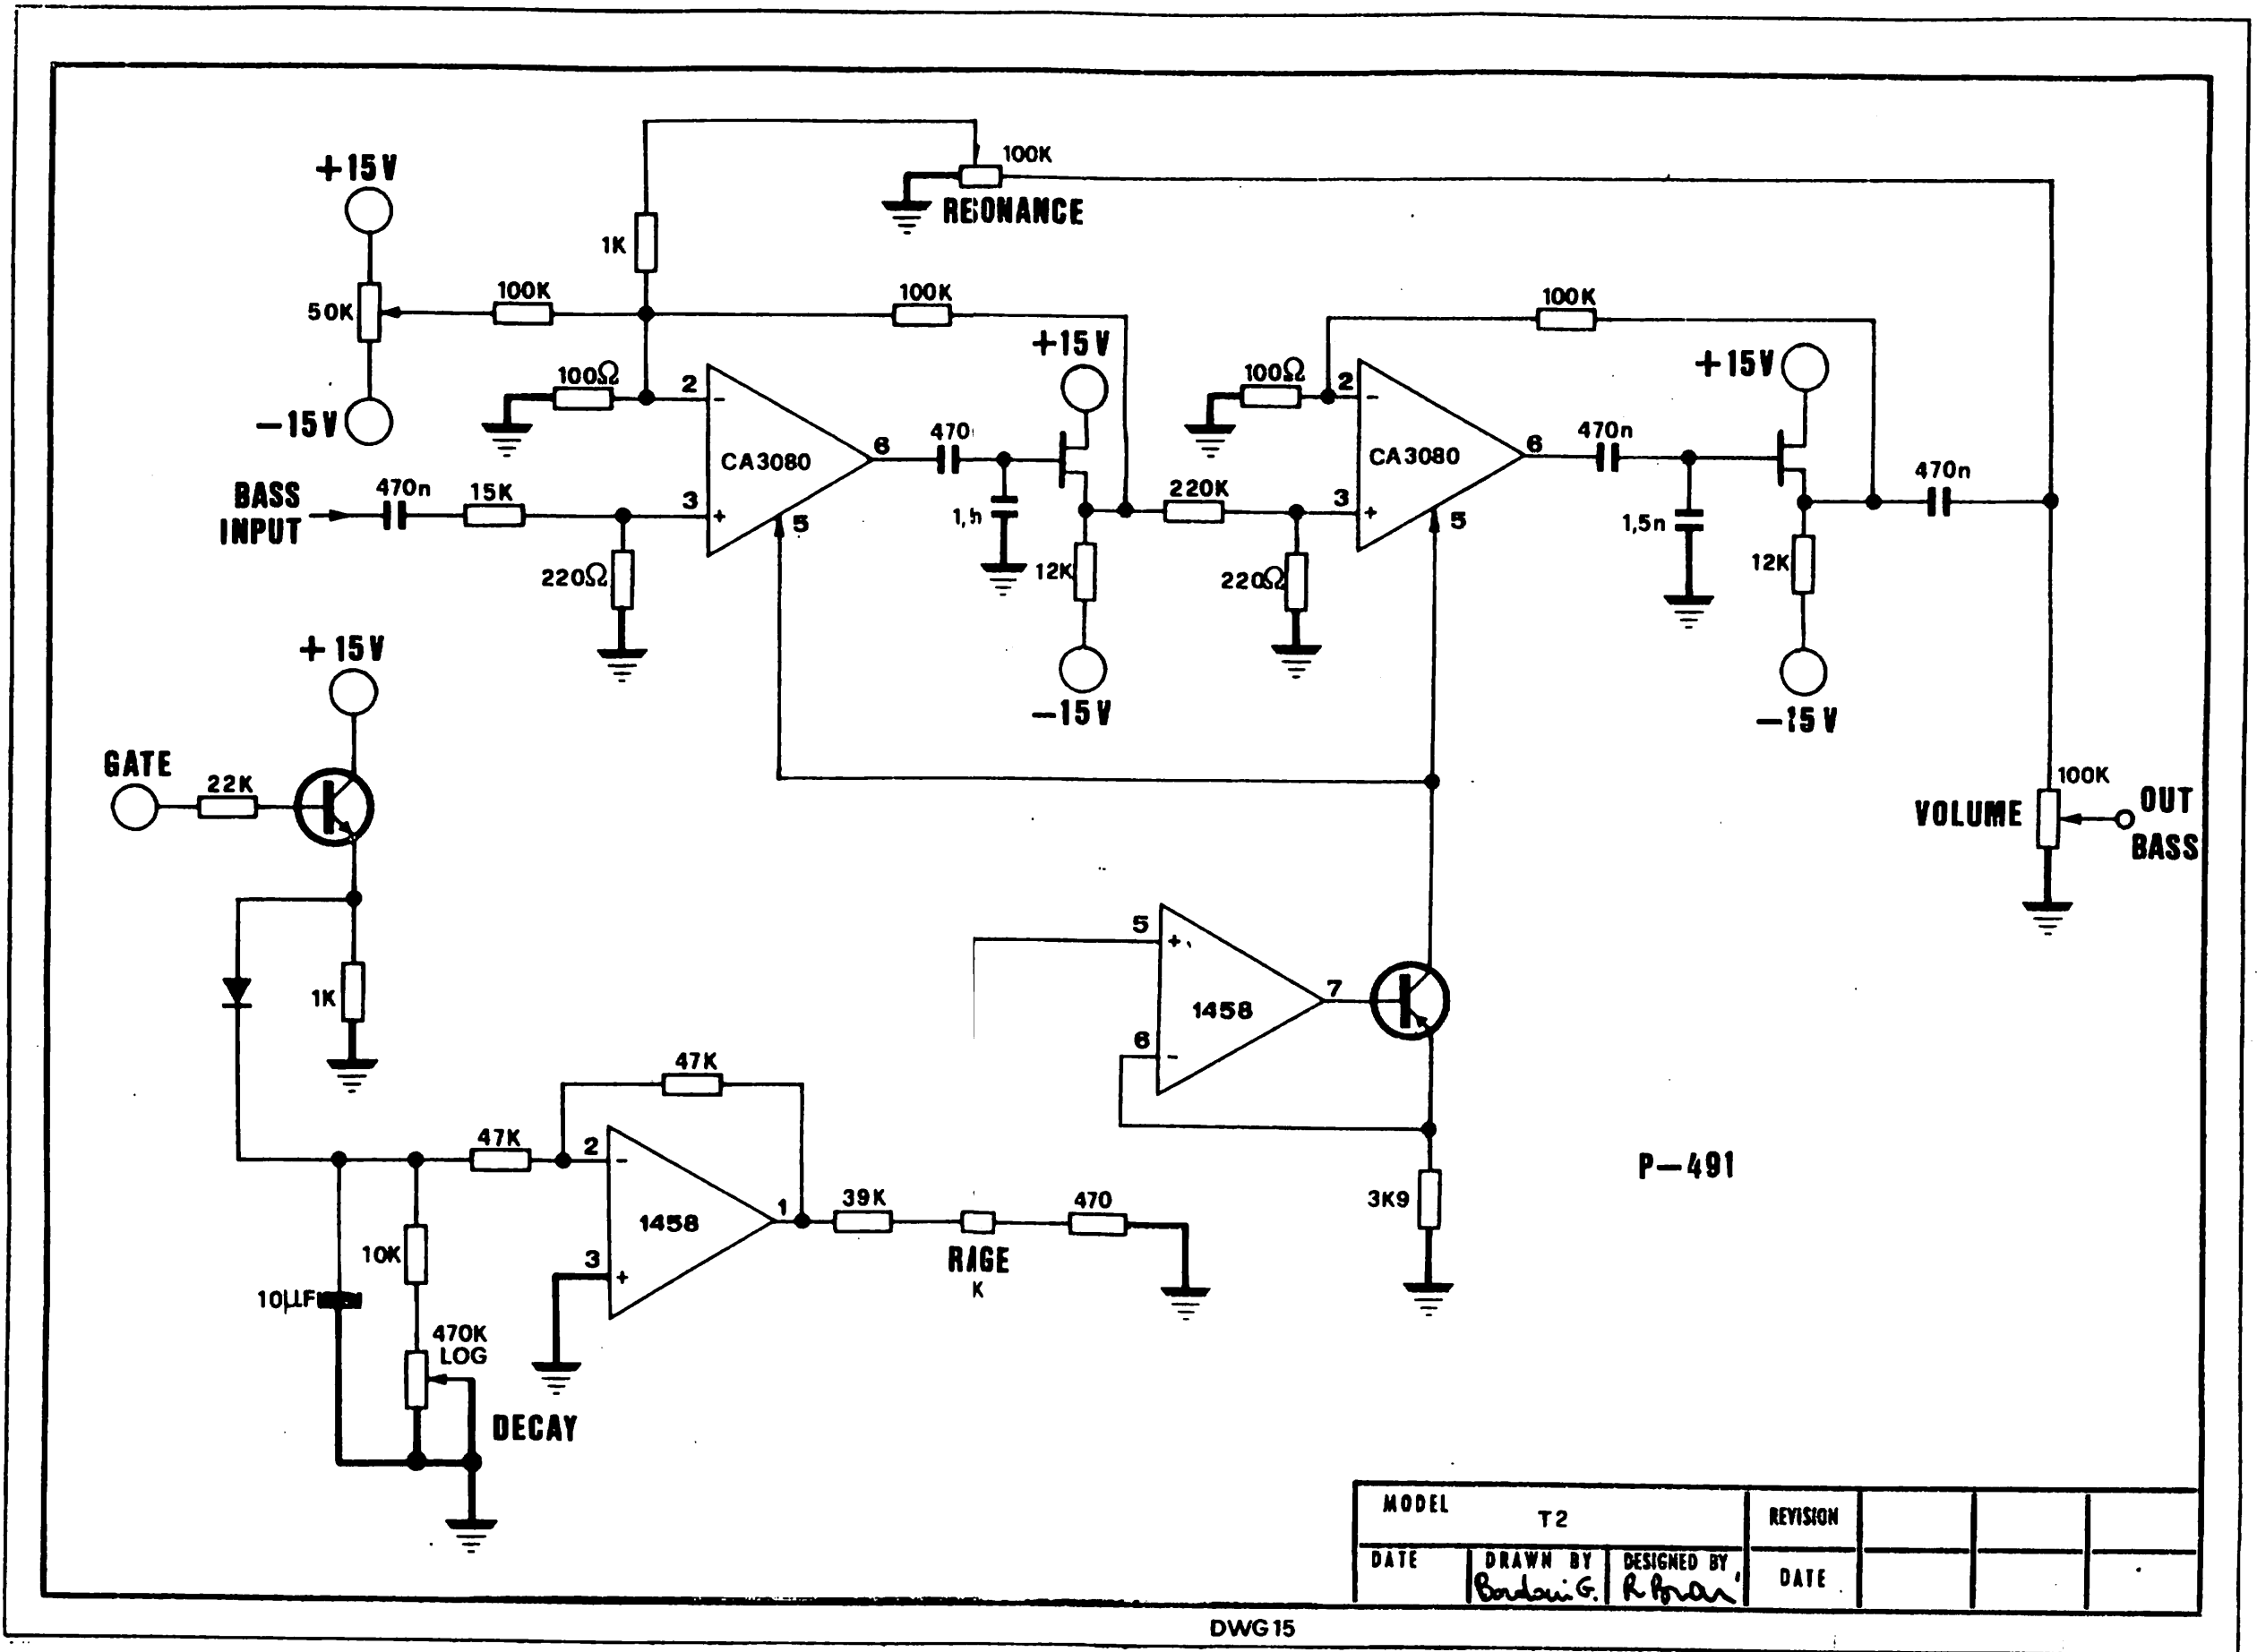 +15V
100K
RESONANCE
1K
50K
100K
100K
100K
+15V
+15V
100Ω
2
-
100Ω
2
-
-15V
CA3080
6
470
CA3080
6
470n
470n
BASS
INPUT
470n
15K
3
+
5
220K
3
+
5
1,5n
220Ω
12K
220Ω
12K
+15V
-15V
-15V
GATE
22K
100K
VOLUME
OUT
BASS
5
+
1K
1458
7
6
-
47K
47K
2
-
P-491
1458
1
39K
470
3K9
10K
3
+
RAGE
K
10µF
470K
LOG
DECAY
MODEL
T2
REVISION
DATE
DRAWN BY
DESIGNED BY
DATE
DWG15